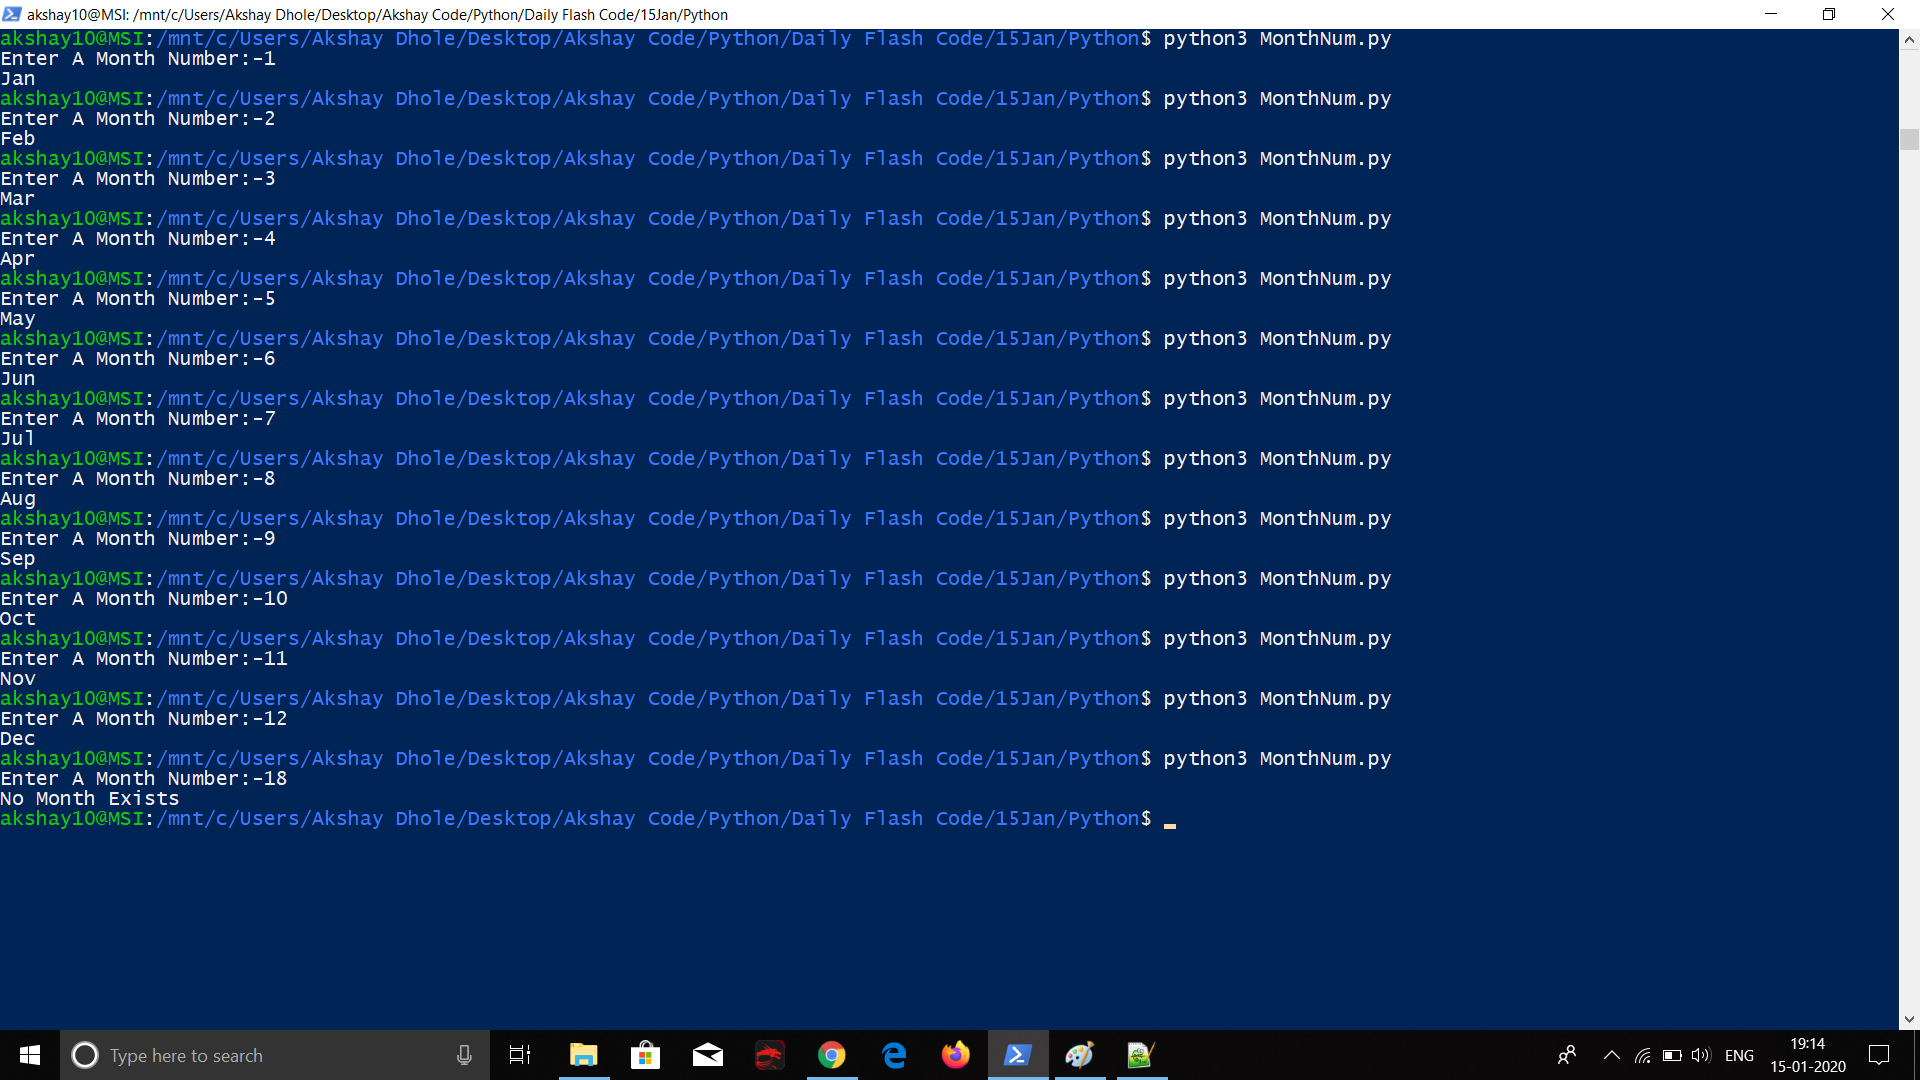 akshay10@MSI: /mnt/c/Users/Akshay Dhole/Desktop/Akshay Code/Python/Daily Flash Code/15Jan/Python
akshay10@MSI:/mnt/c/Users/Akshay Dhole/Desktop/Akshay Code/Python/Daily Flash Code/15Jan/Python$ python3 MonthNum.py
Enter A Month Number:-1
Jan
akshay10@MSI:/mnt/c/Users/Akshay Dhole/Desktop/Akshay Code/Python/Daily Flash Code/15Jan/Python$ python3 MonthNum.py
Enter A Month Number:-2
Feb
akshay10@MSI:/mnt/c/Users/Akshay Dhole/Desktop/Akshay Code/Python/Daily Flash Code/15Jan/Python$ python3 MonthNum.py
Enter A Month Number:-3
Mar
akshay10@MSI:/mnt/c/Users/Akshay Dhole/Desktop/Akshay Code/Python/Daily Flash Code/15Jan/Python$ python3 MonthNum.py
Enter A Month Number:-4
Apr
akshay10@MSI:/mnt/c/Users/Akshay Dhole/Desktop/Akshay Code/Python/Daily Flash Code/15Jan/Python$ python3 MonthNum.py
Enter A Month Number:-5
May
akshay10@MSI:/mnt/c/Users/Akshay Dhole/Desktop/Akshay Code/Python/Daily Flash Code/15Jan/Python$ python3 MonthNum.py
Enter A Month Number:-6
Jun
akshay10@MSI:/mnt/c/Users/Akshay Dhole/Desktop/Akshay Code/Python/Daily Flash Code/15Jan/Python$ python3 MonthNum.py
Enter A Month Number:-7
Jul
akshay10@MSI:/mnt/c/Users/Akshay Dhole/Desktop/Akshay Code/Python/Daily Flash Code/15Jan/Python$ python3 MonthNum.py
Enter A Month Number:-8
Aug
akshay10@MSI:/mnt/c/Users/Akshay Dhole/Desktop/Akshay Code/Python/Daily Flash Code/15Jan/Python$ python3 MonthNum.py
Enter A Month Number:-9
Sep
akshay10@MSI:/mnt/c/Users/Akshay Dhole/Desktop/Akshay Code/Python/Daily Flash Code/15Jan/Python$ python3 MonthNum.py
Enter A Month Number:-10
Oct
akshay10@MSI:/mnt/c/Users/Akshay Dhole/Desktop/Akshay Code/Python/Daily Flash Code/15Jan/Python$ python3 MonthNum.py
Enter A Month Number:-11
Nov
akshay10@MSI:/mnt/c/Users/Akshay Dhole/Desktop/Akshay Code/Python/Daily Flash Code/15Jan/Python$ python3 MonthNum.py
Enter A Month Number:-12
Dec
akshay10@MSI:/mnt/c/Users/Akshay Dhole/Desktop/Akshay Code/Python/Daily Flash Code/15Jan/Python$ python3 MonthNum.py
Enter A Month Number:-18
No Month Exists
akshay10@MSI:/mnt/c/Users/Akshay Dhole/Desktop/Akshay Code/Python/Daily Flash Code/15Jan/Python$
Type here to search
ENG
19:14
15-01-2020